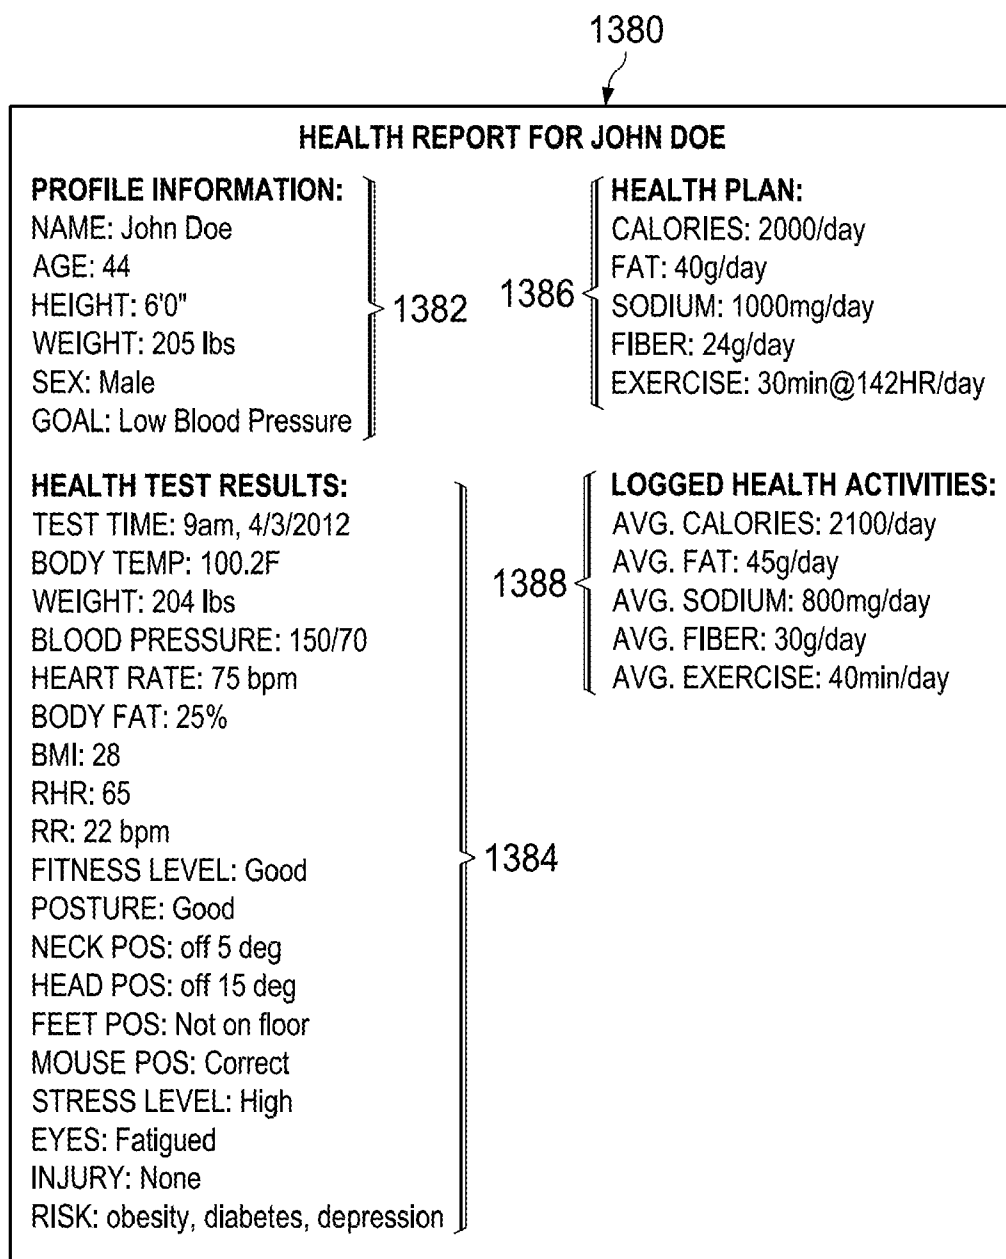 1380
HEALTH REPORT FOR JOHN DOE
PROFILE INFORMATION:
NAME: John Doe
AGE: 44
HEIGHT: 6'0"
WEIGHT: 205 lbs
SEX: Male
GOAL: Low Blood Pressure
1382
1386
HEALTH PLAN:
CALORIES: 2000/day
FAT: 40g/day
SODIUM: 1000mg/day
FIBER: 24g/day
EXERCISE: 30min@142HR/day
HEALTH TEST RESULTS:
TEST TIME: 9am, 4/3/2012
BODY TEMP: 100.2F
WEIGHT: 204 lbs
BLOOD PRESSURE: 150/70
HEART RATE: 75 bpm
BODY FAT: 25%
BMI: 28
RHR: 65
RR: 22 bpm
FITNESS LEVEL: Good
POSTURE: Good
NECK POS: off 5 deg
HEAD POS: off 15 deg
FEET POS: Not on floor
MOUSE POS: Correct
STRESS LEVEL: High
EYES: Fatigued
INJURY: None
RISK: obesity, diabetes, depression
1384
1388
LOGGED HEALTH ACTIVITIES:
AVG. CALORIES: 2100/day
AVG. FAT: 45g/day
AVG. SODIUM: 800mg/day
AVG. FIBER: 30g/day
AVG. EXERCISE: 40min/day